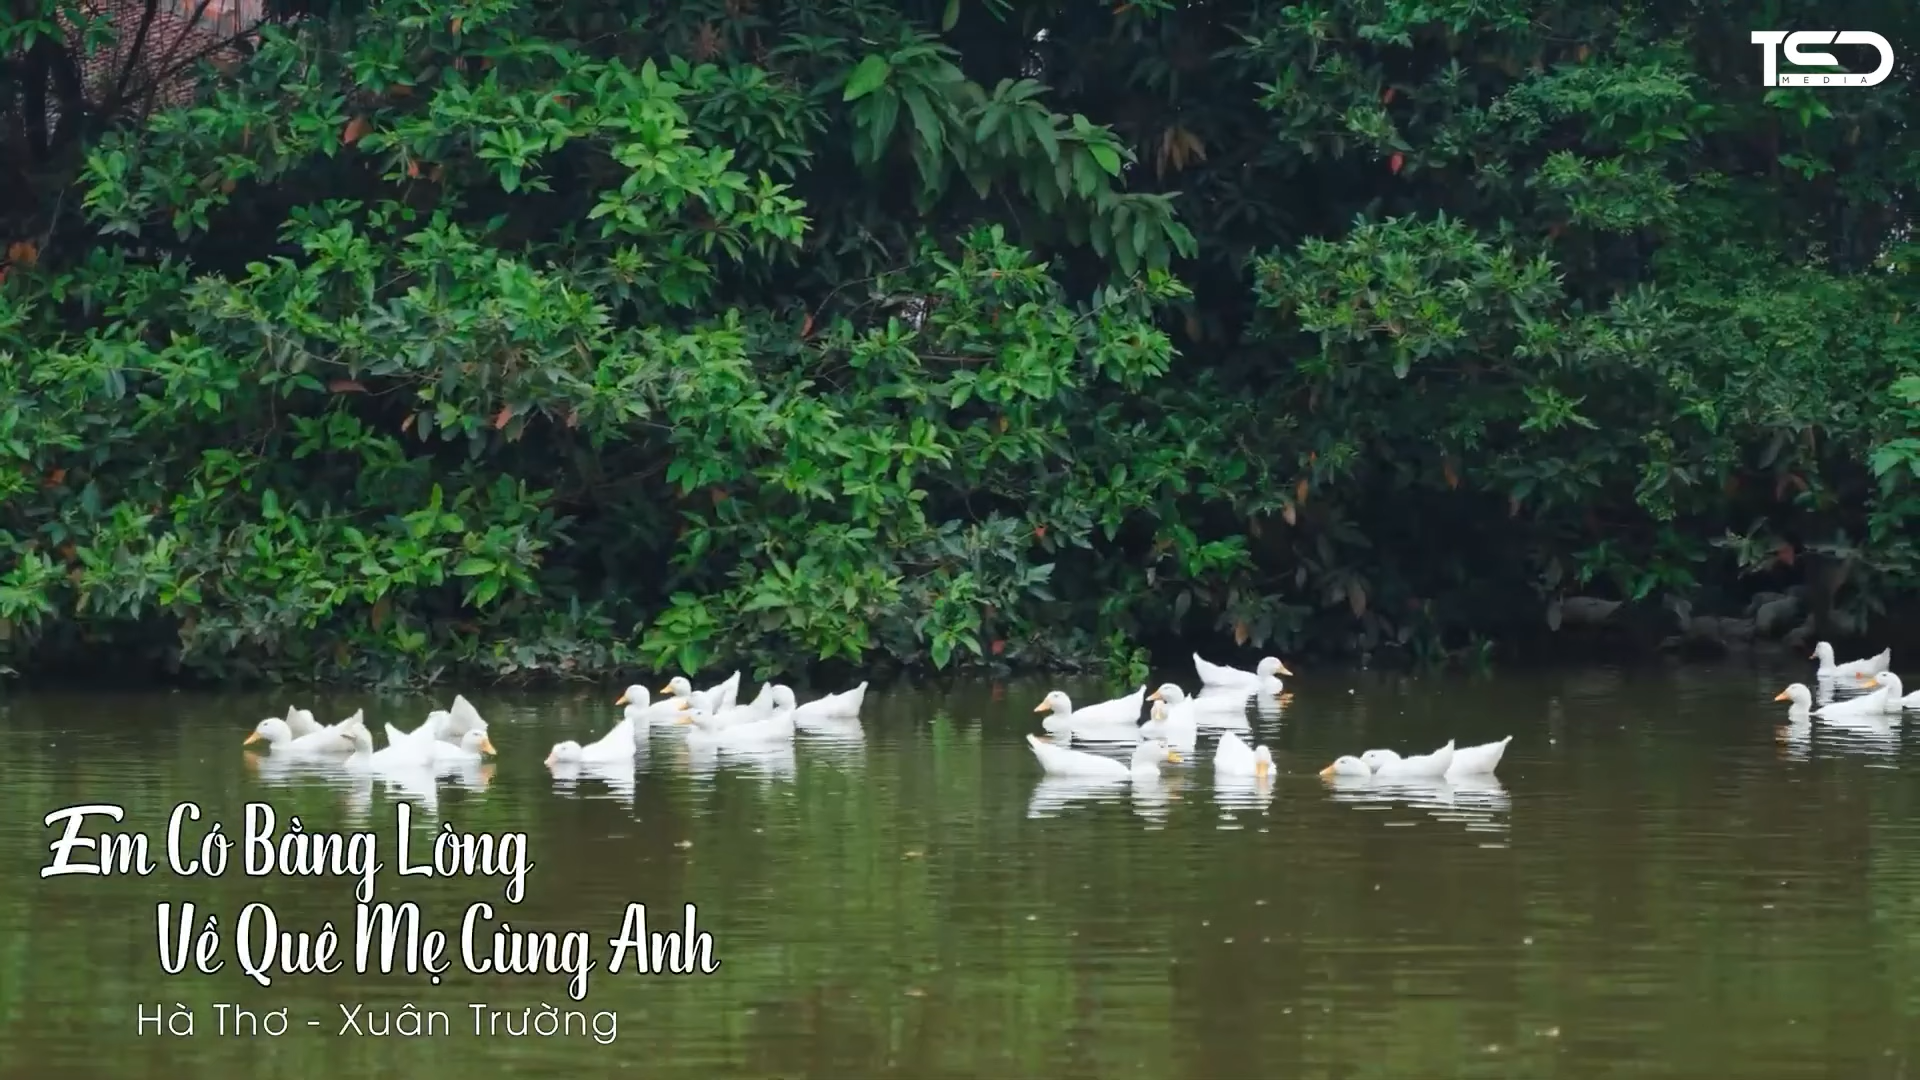 TSD
MEDIA
Em Có Bằng Lòng
Về Quê Mẹ Cùng Anh
Hà Thơ - Xuân Trường